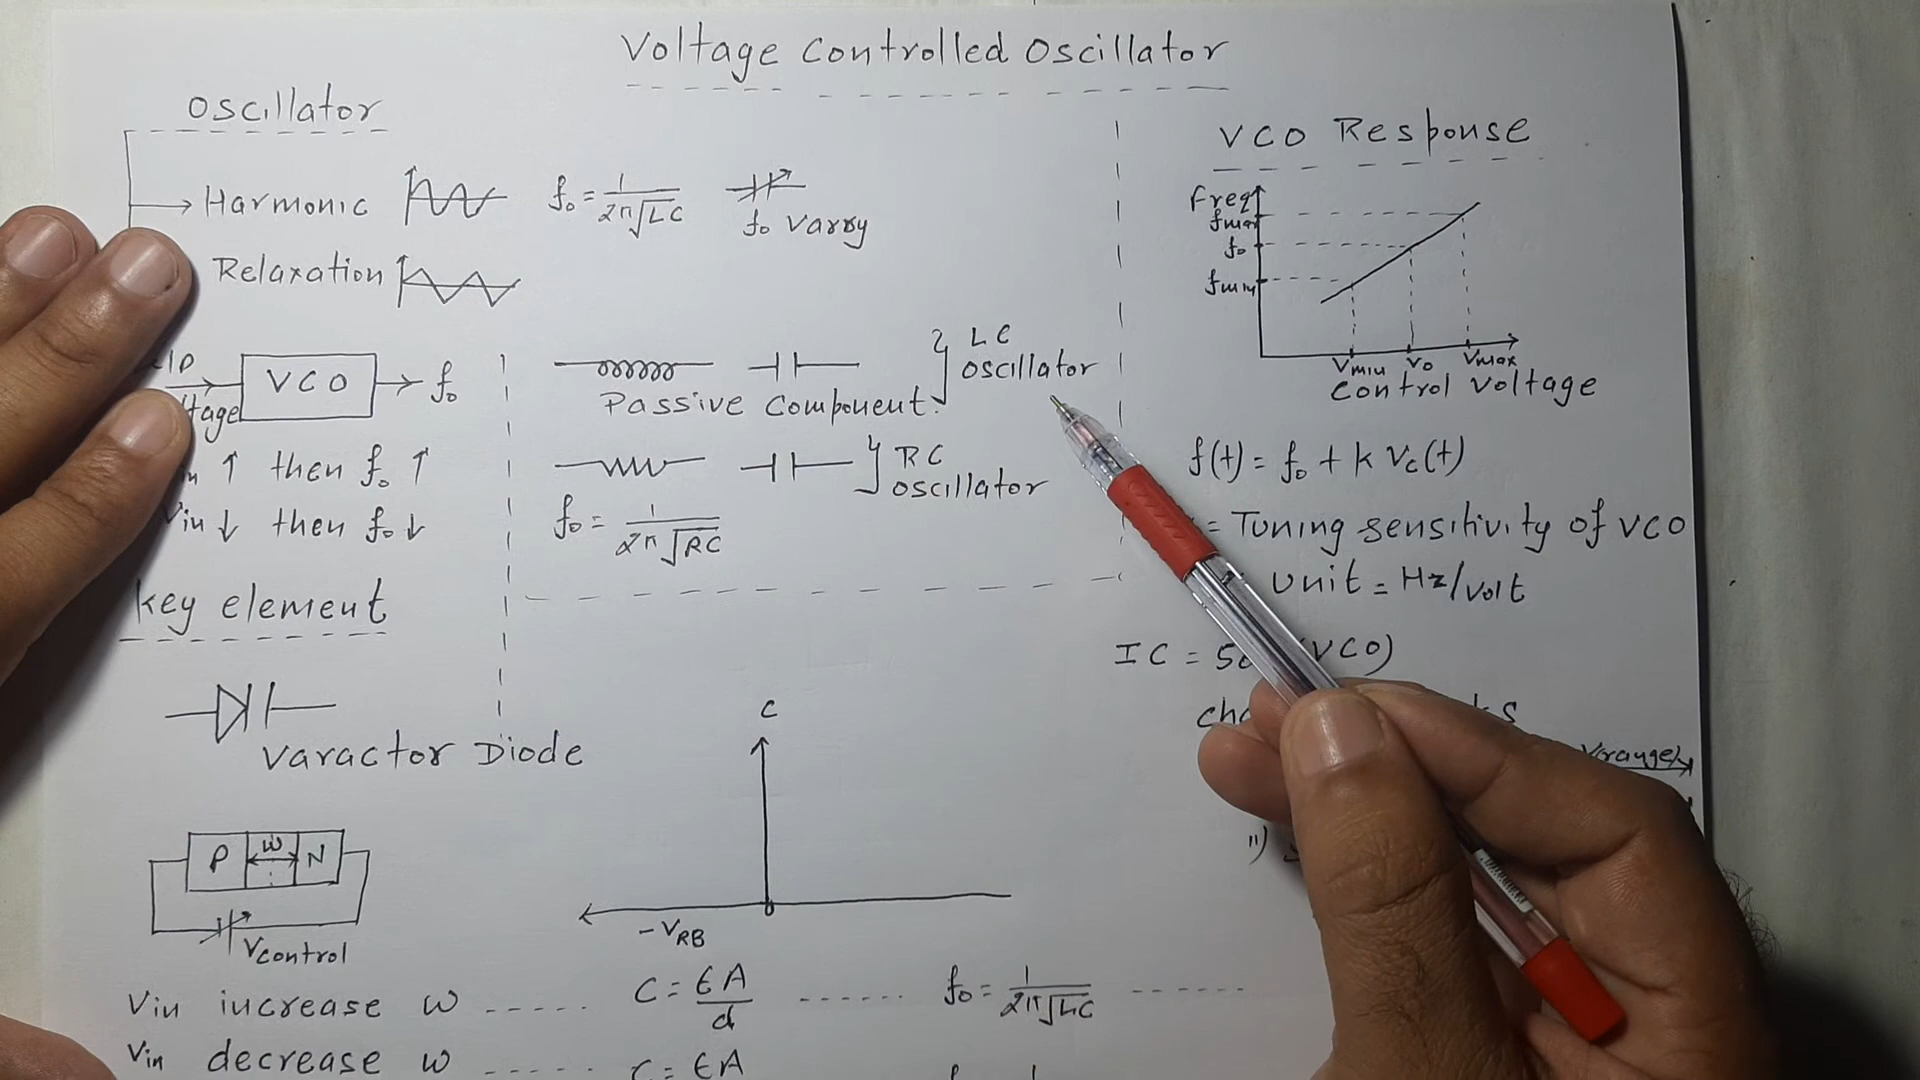 Voltage Controlled Oscillator
Oscillator
Harmonic f₀ = 1/2π√LC
f₀ Varry
Relaxation
VCO f₀
↑ then f₀ ↑
Vin ↓ then f₀ ↓
key element
Varactor Diode
P W N
Vcontrol
Vin increase W ..... C = ϵA/d ...... f₀ = 1/2π√LC ......
Vin decrease W ..... C = ϵA
LC
oscillator
Passive Component.
RC
oscillator
f₀ = 1/2π√RC
C
-VRB
0
VCO Response
Freq
fmax
f₀
fmin
Vmin V₀ Vmax
Control Voltage
f(t) = f₀ + k Vc(t)
= Tuning sensitivity of VCO
unit = Hz/volt
IC = (VCO)
(range)
ii)